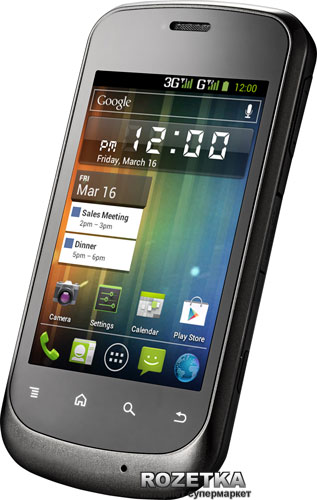 3G G 12:00
Google
PM 12:00
Friday, March 16
FRI
Mar 16
Sales Meeting
2pm – 3pm
Dinner
5pm – 6pm
Camera Settings Calendar Play Store
ROZETKA
супермаркет